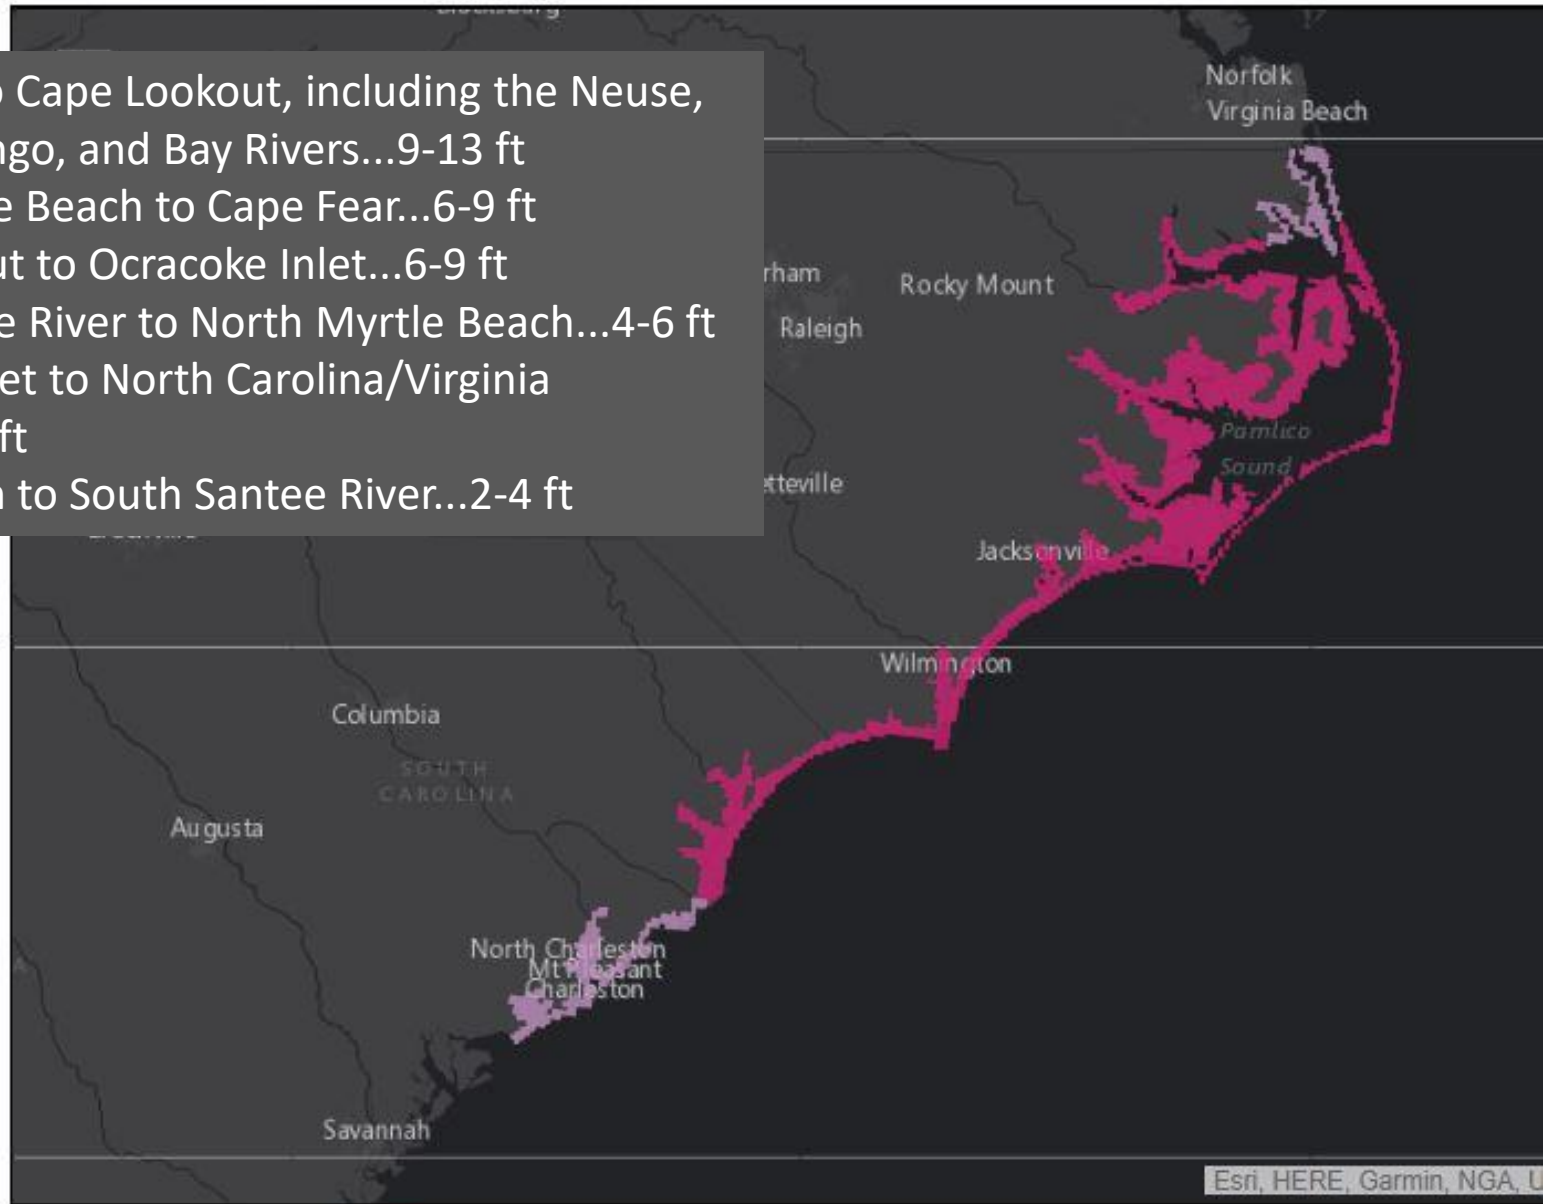 Cape Lookout, including the Neuse,
and Bay Rivers...9-13 ft
Beach to Cape Fear...6-9 ft
to Ocracoke Inlet...6-9 ft
River to North Myrtle Beach...4-6 ft
to North Carolina/Virginia
ft
to South Santee River...2-4 ft
Norfolk
Virginia Beach
Rocky Mount
Raleigh
Pamlico
Sound
Jacksonville
Wilmington
Columbia
SOUTH
CAROLINA
Augusta
North Charleston
Mt Pleasant
Charleston
Savannah
Esri, HERE, Garmin, NGA, U